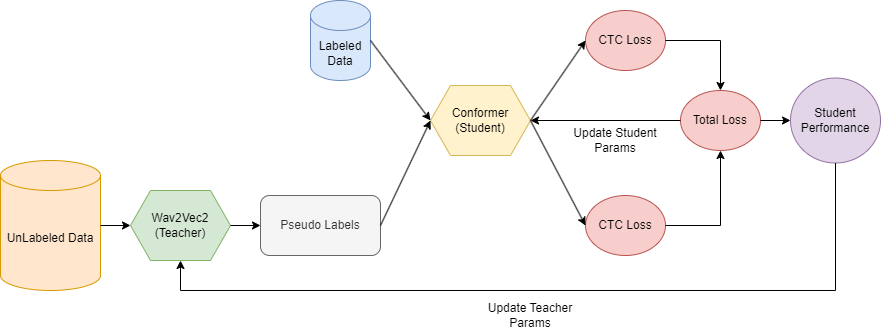 Labeled
Data
CTC Loss
Conformer
(Student)
Total Loss
Student
Performance
Update Student
Params
UnLabeled Data
Wav2Vec2
(Teacher)
Pseudo Labels
CTC Loss
Update Teacher
Params